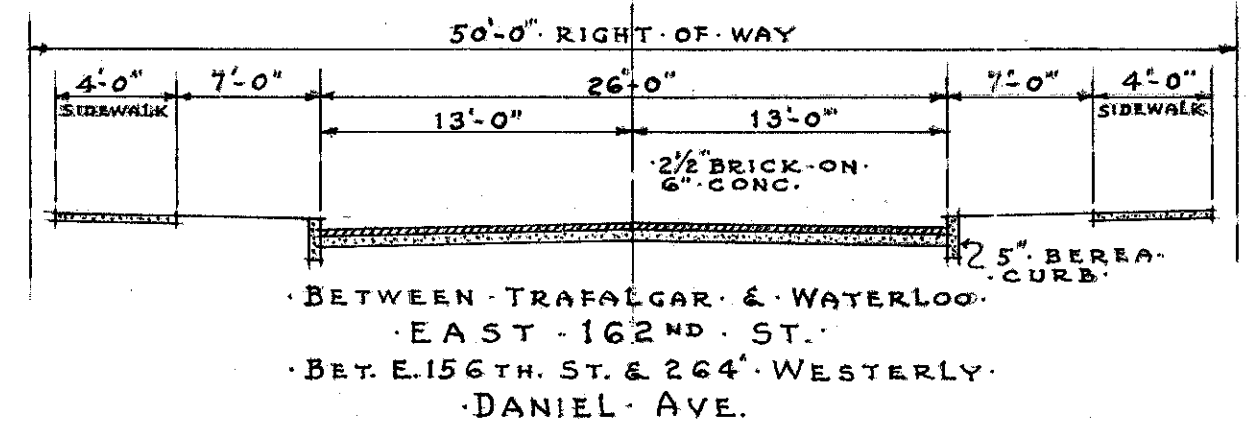 50'-0" RIGHT · OF · WAY
4'-0" 7'-0" 26'-0" 7'-0" 4'-0"
SIDEWALK SIDEWALK
13'-0" 13'-0"
· 2½" BRICK - ON ·
6" · CONC.
5" · BEREA ·
· CURB ·
· BETWEEN · TRAFALGAR · & · WATERLOO ·
· EAST · 162ND · ST. ·
· BET. E. 156TH. ST. & 264' · WESTERLY ·
· DANIEL · AVE.